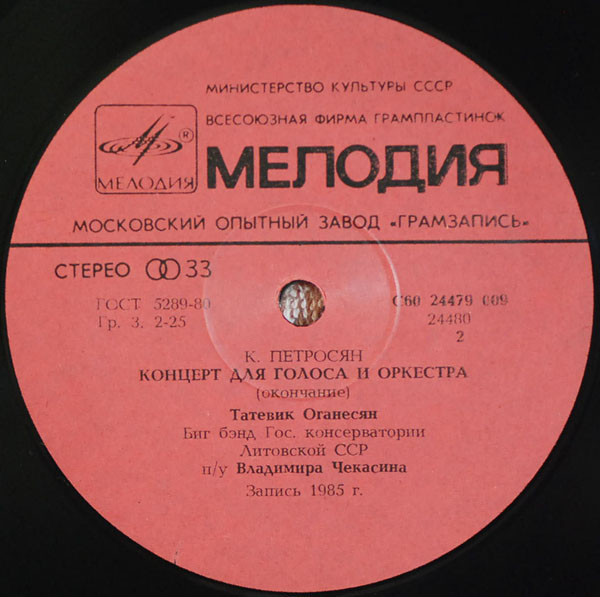 МИНИСТЕРСТВО КУЛЬТУРЫ СССР
ВСЕСОЮЗНАЯ ФИРМА ГРАМПЛАСТИНОК
® МЕЛОДИЯ
МЕЛОДИЯ
МОСКОВСКИЙ ОПЫТНЫЙ ЗАВОД «ГРАМЗАПИСЬ»
СТЕРЕО 33
ГОСТ 5289-80
Гр. 3. 2-25
С60 24479 009
24480
2
К. ПЕТРОСЯН
КОНЦЕРТ ДЛЯ ГОЛОСА И ОРКЕСТРА
(окончание)
Татевик Оганесян
Биг бэнд Гос. консерватории
Литовской ССР
п/у Владимира Чекасина
Запись 1985 г.